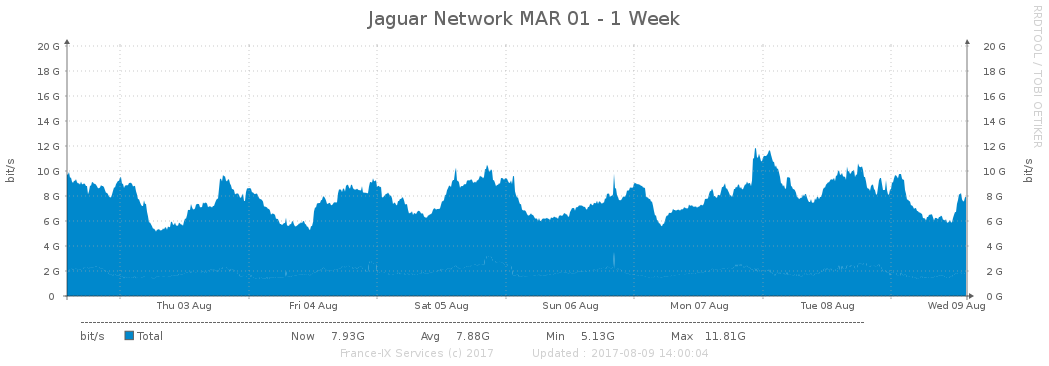 Jaguar Network MAR 01 - 1 Week
RRDTOOL / TOBI OETIKER
20 G 20 G
18 G 18 G
16 G 16 G
14 G 14 G
12 G 12 G
10 G 10 G
8 G 8 G
6 G 6 G
4 G 4 G
2 G 2 G
0 0 G
bit/s
bit/s
Thu 03 Aug Fri 04 Aug Sat 05 Aug Sun 06 Aug Mon 07 Aug Tue 08 Aug Wed 09 Aug
bit/s Total Now 7.93G Avg 7.88G Min 5.13G Max 11.81G
France-IX Services (c) 2017 Updated : 2017-08-09 14:00:04